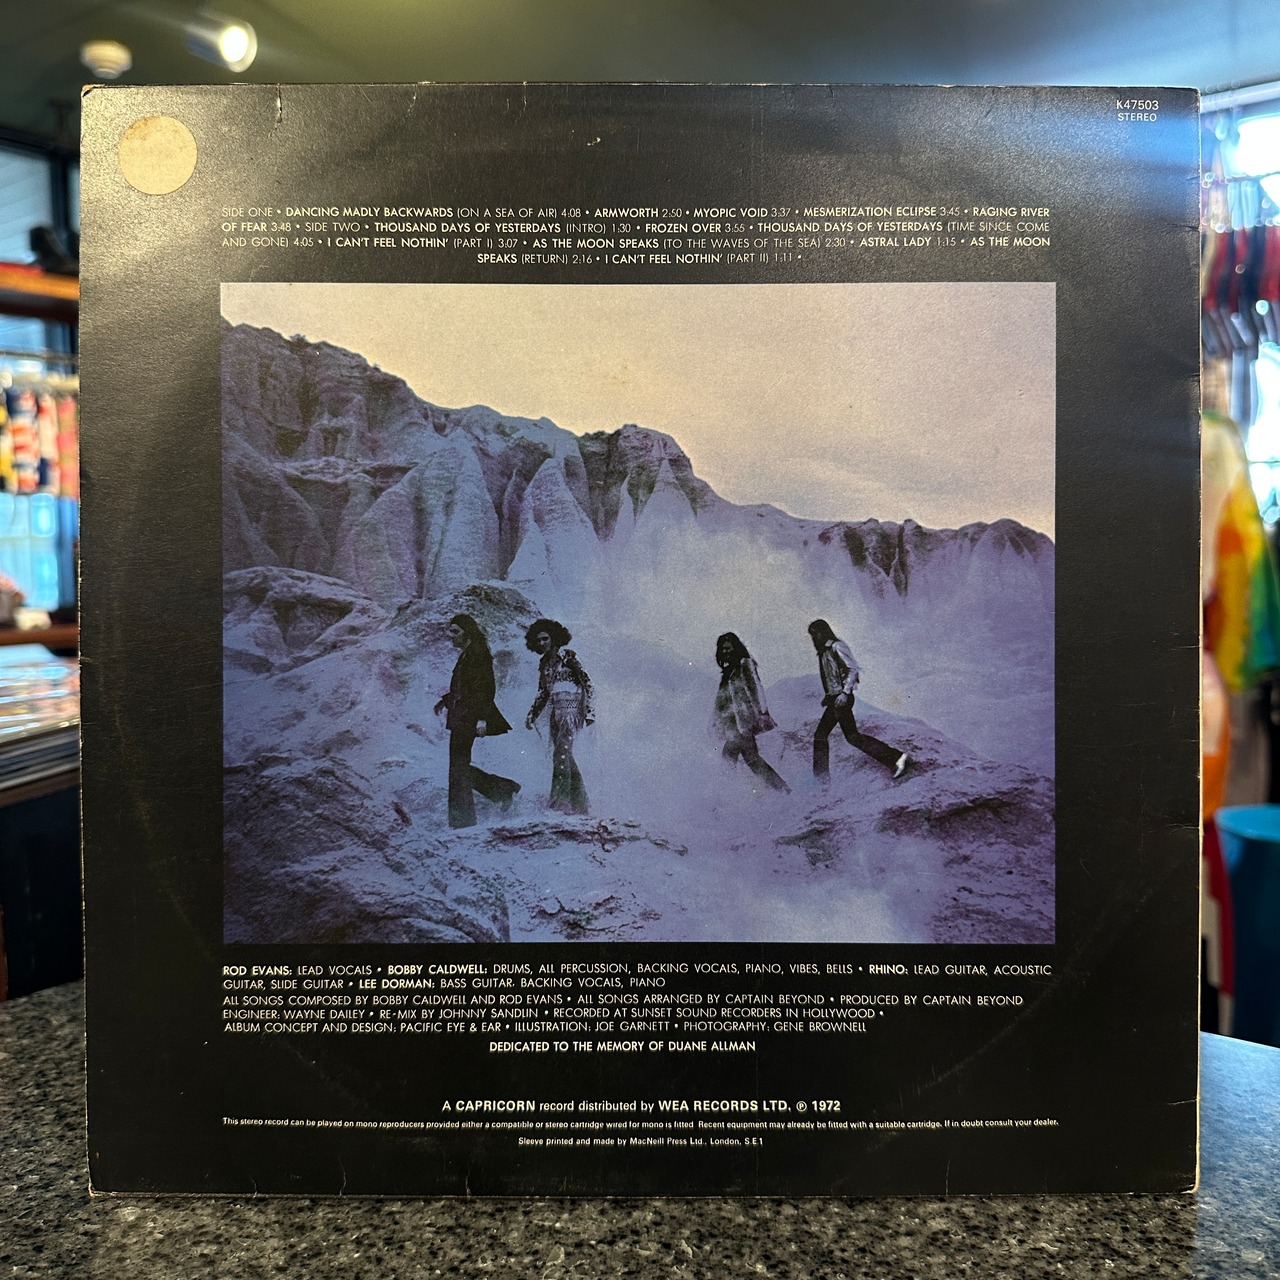 K47503
STEREO
SIDE ONE • DANCING MADLY BACKWARDS (ON A SEA OF AIR) 4:08 • ARMWORTH 2:50 • MYOPIC VOID 3:37 • MESMERIZATION ECLIPSE 3:45 • RAGING RIVER
OF FEAR 3:48 • SIDE TWO • THOUSAND DAYS OF YESTERDAYS (INTRO) 1:30 • FROZEN OVER 3:55 • THOUSAND DAYS OF YESTERDAYS (TIME SINCE COME
AND GONE) 4:05 • I CAN'T FEEL NOTHIN' (PART I) 3:07 • AS THE MOON SPEAKS (TO THE WAVES OF THE SEA) 2:30 • ASTRAL LADY 1:15 • AS THE MOON
SPEAKS (RETURN) 2:16 • I CAN'T FEEL NOTHIN' (PART II) 1:11 •
ROD EVANS: LEAD VOCALS • BOBBY CALDWELL: DRUMS, ALL PERCUSSION, BACKING VOCALS, PIANO, VIBES, BELLS • RHINO: LEAD GUITAR, ACOUSTIC
GUITAR, SLIDE GUITAR • LEE DORMAN: BASS GUITAR, BACKING VOCALS, PIANO
ALL SONGS COMPOSED BY BOBBY CALDWELL AND ROD EVANS • ALL SONGS ARRANGED BY CAPTAIN BEYOND • PRODUCED BY CAPTAIN BEYOND
ENGINEER: WAYNE DAILEY • RE-MIX BY JOHNNY SANDLIN • RECORDED AT SUNSET SOUND RECORDERS IN HOLLYWOOD •
ALBUM CONCEPT AND DESIGN: PACIFIC EYE & EAR • ILLUSTRATION: JOE GARNETT • PHOTOGRAPHY: GENE BROWNELL
DEDICATED TO THE MEMORY OF DUANE ALLMAN
A CAPRICORN record distributed by WEA RECORDS LTD. ℗ 1972
This stereo record can be played on mono reproducers provided either a compatible or stereo cartridge wired for mono is fitted. Recent equipment may already be fitted with a suitable cartridge. If in doubt consult your dealer.
Sleeve printed and made by MacNeill Press Ltd., London, S.E.1